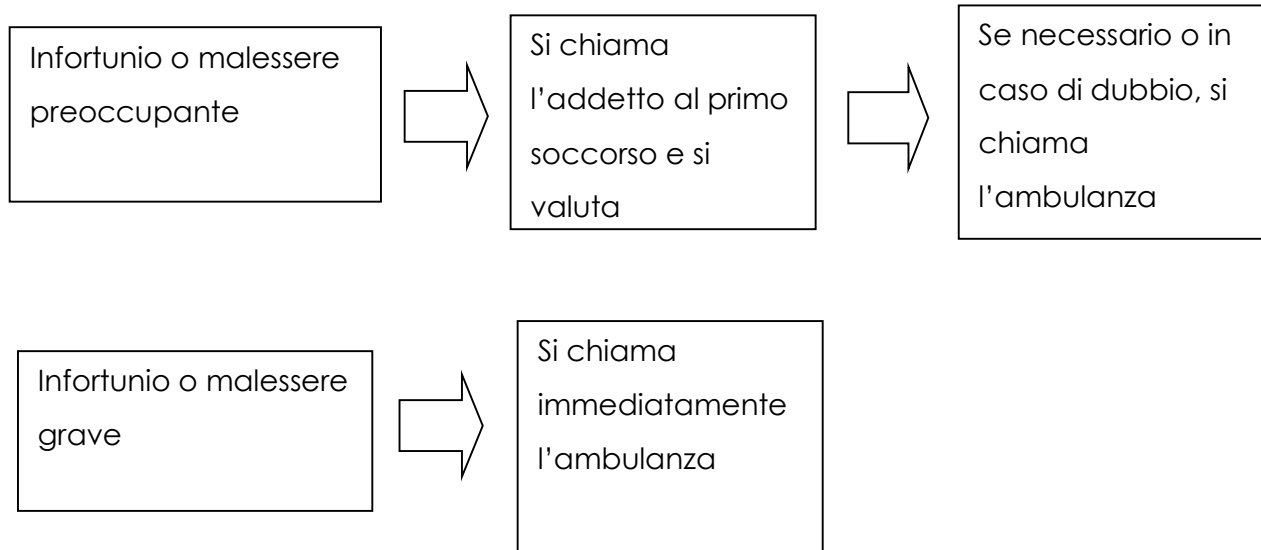 Infortunio o malessere
preoccupante
Si chiama
l’addetto al primo
soccorso e si
valuta
Se necessario o in
caso di dubbio, si
chiama
l’ambulanza
Infortunio o malessere
grave
Si chiama
immediatamente
l’ambulanza